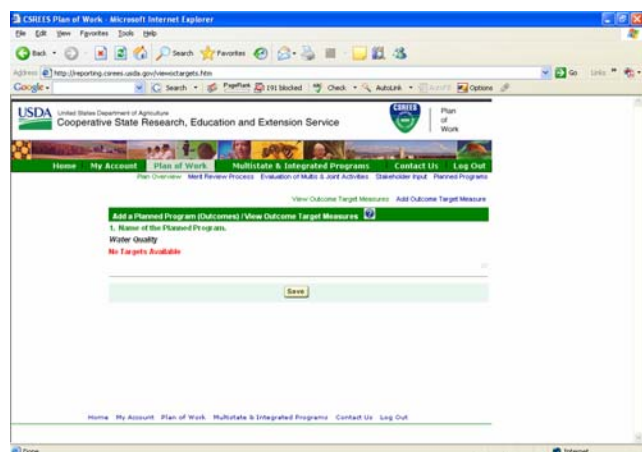 CSREES Plan of Work - Microsoft Internet Explorer
File Edit View Favorites Tools Help
Back Search Favorites
Address http://reporting.csrees.usda.gov/viewoctargets.htm Go Links
Google Search PageRank 191 blocked Check AutoLink AutoFill Options
USDA United States Department of Agriculture
Cooperative State Research, Education and Extension Service
CSREES
Plan
of
Work
Home My Account Plan of Work Multistate & Integrated Programs Contact Us Log Out
Plan Overview Merit Review Process Evaluation of Multis & Joint Activities Stakeholder Input Planned Programs
View Outcome Target Measures Add Outcome Target Measure
Add a Planned Program (Outcomes) / View Outcome Target Measures
1. Name of the Planned Program.
Water Quality
No Targets Available
Save
Home My Account Plan of Work Multistate & Integrated Programs Contact Us Log Out
Done Internet